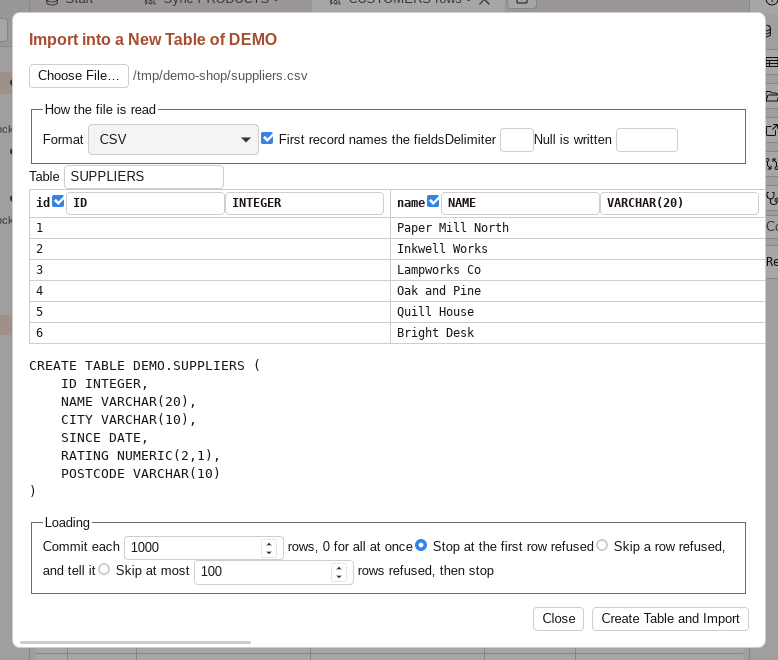 Import into a New Table of DEMO
Choose File… /tmp/demo-shop/suppliers.csv
How the file is read
Format CSV First record names the fieldsDelimiter Null is written
Table SUPPLIERS
id ID INTEGER name NAME VARCHAR(20)
1 Paper Mill North
2 Inkwell Works
3 Lampworks Co
4 Oak and Pine
5 Quill House
6 Bright Desk
CREATE TABLE DEMO.SUPPLIERS (
ID INTEGER,
NAME VARCHAR(20),
CITY VARCHAR(10),
SINCE DATE,
RATING NUMERIC(2,1),
POSTCODE VARCHAR(10)
)
Loading
Commit each 1000 rows, 0 for all at once Stop at the first row refused Skip a row refused,
and tell it Skip at most 100 rows refused, then stop
Close Create Table and Import